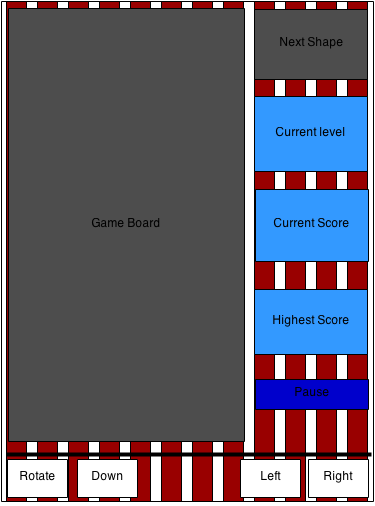 Next Shape
Current level
Game Board
Current Score
Highest Score
Pause
Rotate
Down
Left
Right